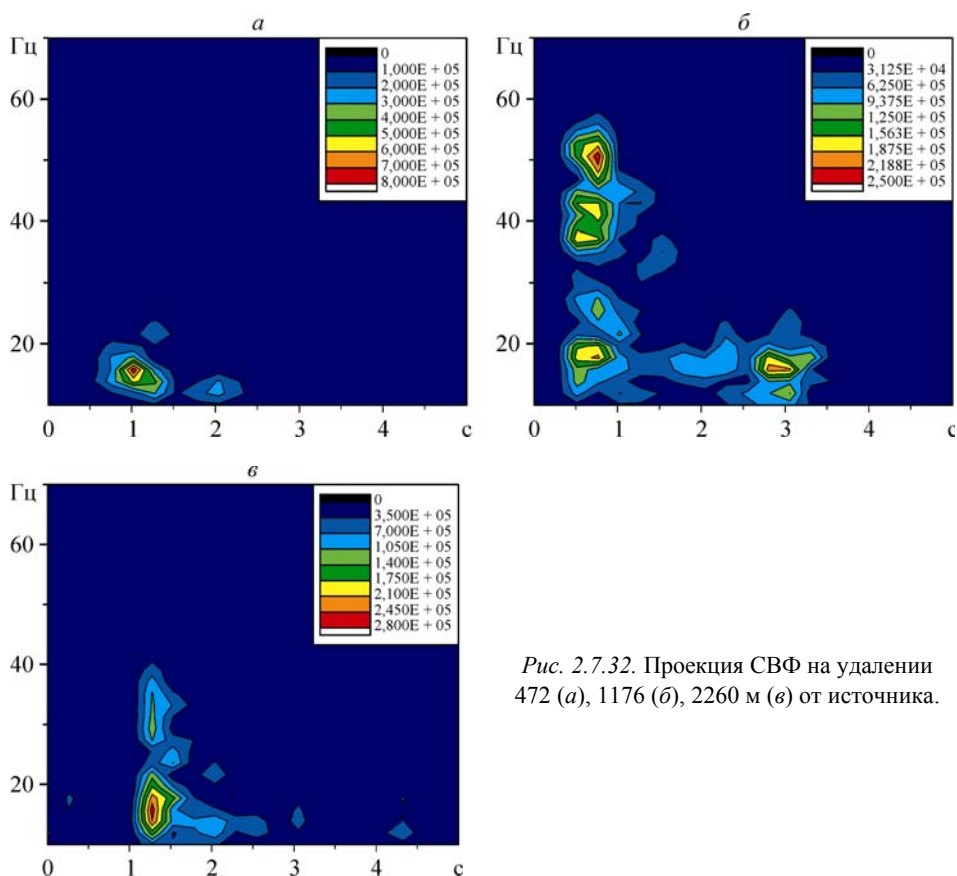 а
Гц
60
40
20
0
1
2
3
4
с
0
1,000E + 05
2,000E + 05
3,000E + 05
4,000E + 05
5,000E + 05
6,000E + 05
7,000E + 05
8,000E + 05
б
Гц
60
40
20
0
1
2
3
4
с
0
3,125E + 04
6,250E + 05
9,375E + 05
1,250E + 05
1,563E + 05
1,875E + 05
2,188E + 05
2,500E + 05
в
Гц
60
40
20
0
1
2
3
4
с
0
3,500E + 05
7,000E + 05
1,050E + 05
1,400E + 05
1,750E + 05
2,100E + 05
2,450E + 05
2,800E + 05
Рис. 2.7.32. Проекция СВФ на удалении
472 (а), 1176 (б), 2260 м (в) от источника.